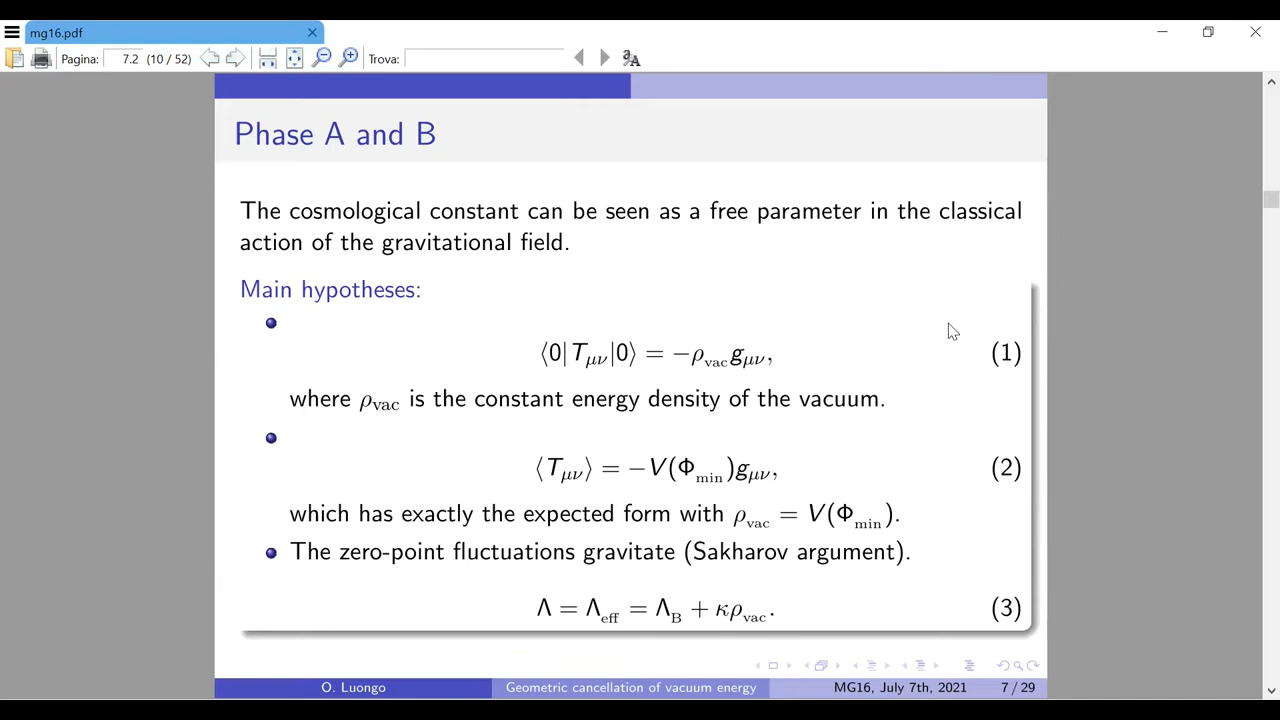 mg16.pdf
Pagina: 7.2 (10 / 52) Trova:
Phase A and B
The cosmological constant can be seen as a free parameter in the classical
action of the gravitational field.
Main hypotheses:
⟨0|T_μν|0⟩ = −ρ_vac g_μν, (1)
where ρ_vac is the constant energy density of the vacuum.
⟨T_μν⟩ = −V(Φ_min)g_μν, (2)
which has exactly the expected form with ρ_vac = V(Φ_min).
The zero-point fluctuations gravitate (Sakharov argument).
Λ = Λ_eff = Λ_B + κρ_vac. (3)
O. Luongo Geometric cancellation of vacuum energy MG16, July 7th, 2021 7 / 29